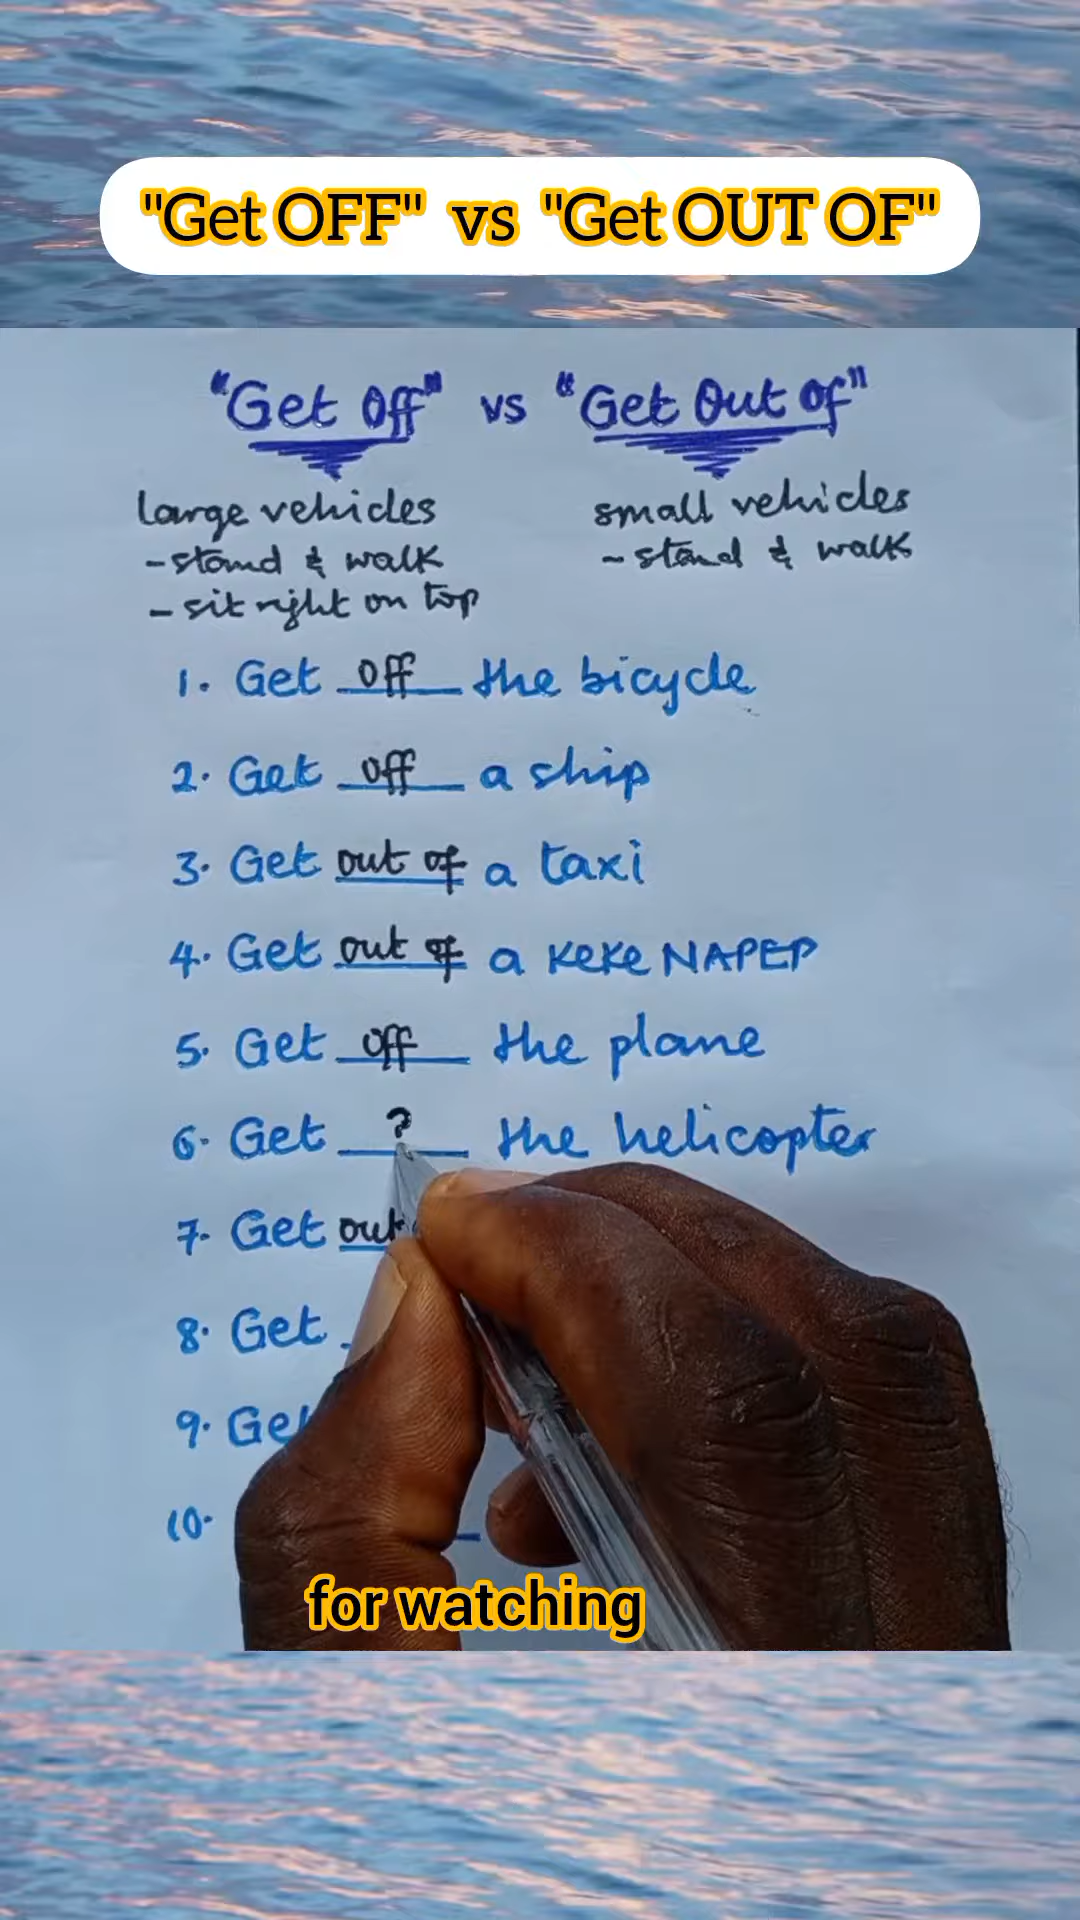 "Get OFF" vs "Get OUT OF"
"Get Off" vs "Get Out Of"
large vehicles
- stand & walk
- sit right on top
small vehicles
- stand & walk
1. Get off the bicycle
2. Get off a ship
3. Get out of a taxi
4. Get out of a keke NAPEP
5. Get off the plane
6. Get ? the helicopter
7. Get out
8. Get
9. Get
10.
for watching